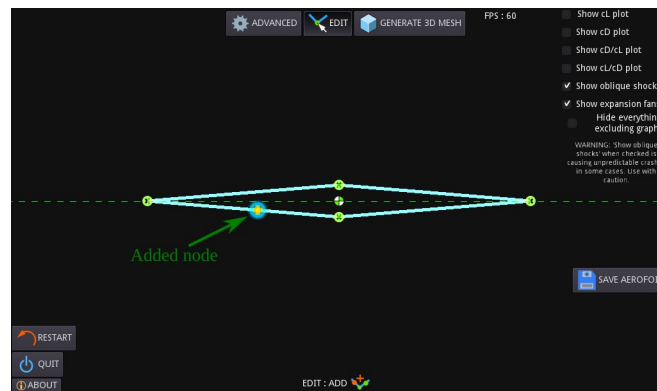 ADVANCED
EDIT
GENERATE 3D MESH
FPS : 60
Show cL plot
Show cD plot
Show cD/cL plot
Show cL/cD plot
Show oblique shock
Show expansion fan
Hide everythin
excluding graph
WARNING: 'Show oblique
shocks' when checked is
causing unpredictable crash
in some cases. Use with
caution.
Added node
SAVE AEROFOI
RESTART
QUIT
ABOUT
EDIT : ADD